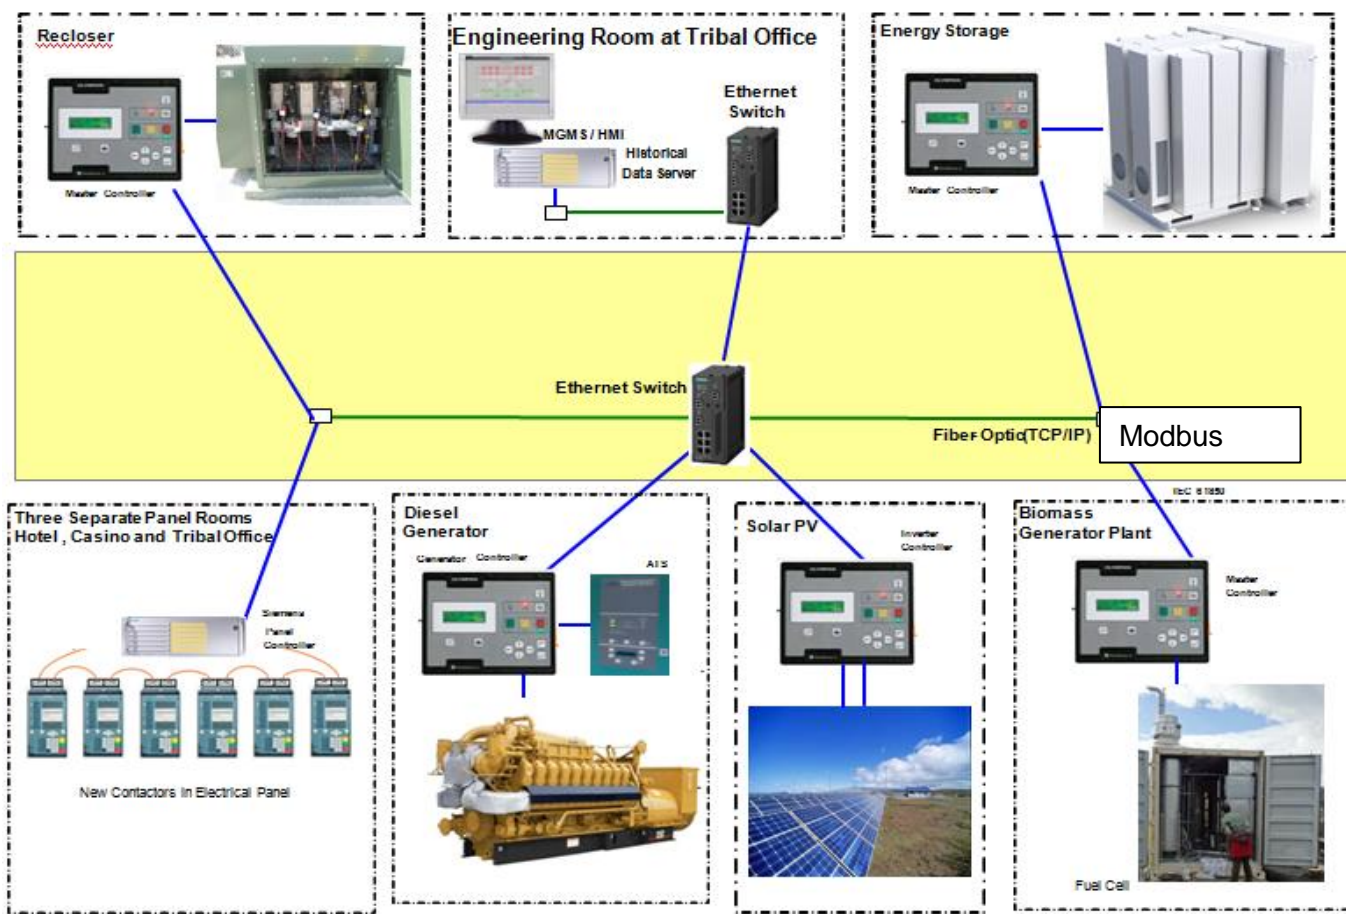 Recloser
Master Controller
Engineering Room at Tribal Office
MGMS / HMI
Historical
Data Server
Ethernet
Switch
Energy Storage
Master Controller
Ethernet Switch
Fiber-Optic(TCP/IP)
Modbus
IEC 61850
Three Separate Panel Rooms
Hotel , Casino and Tribal Office
Siemens
Panel
Controller
New Contactors in Electrical Panel
Diesel
Generator
Generator Controller
ATS
Solar PV
Inverter
Controller
Biomass
Generator Plant
Master
Controller
Fuel Cell